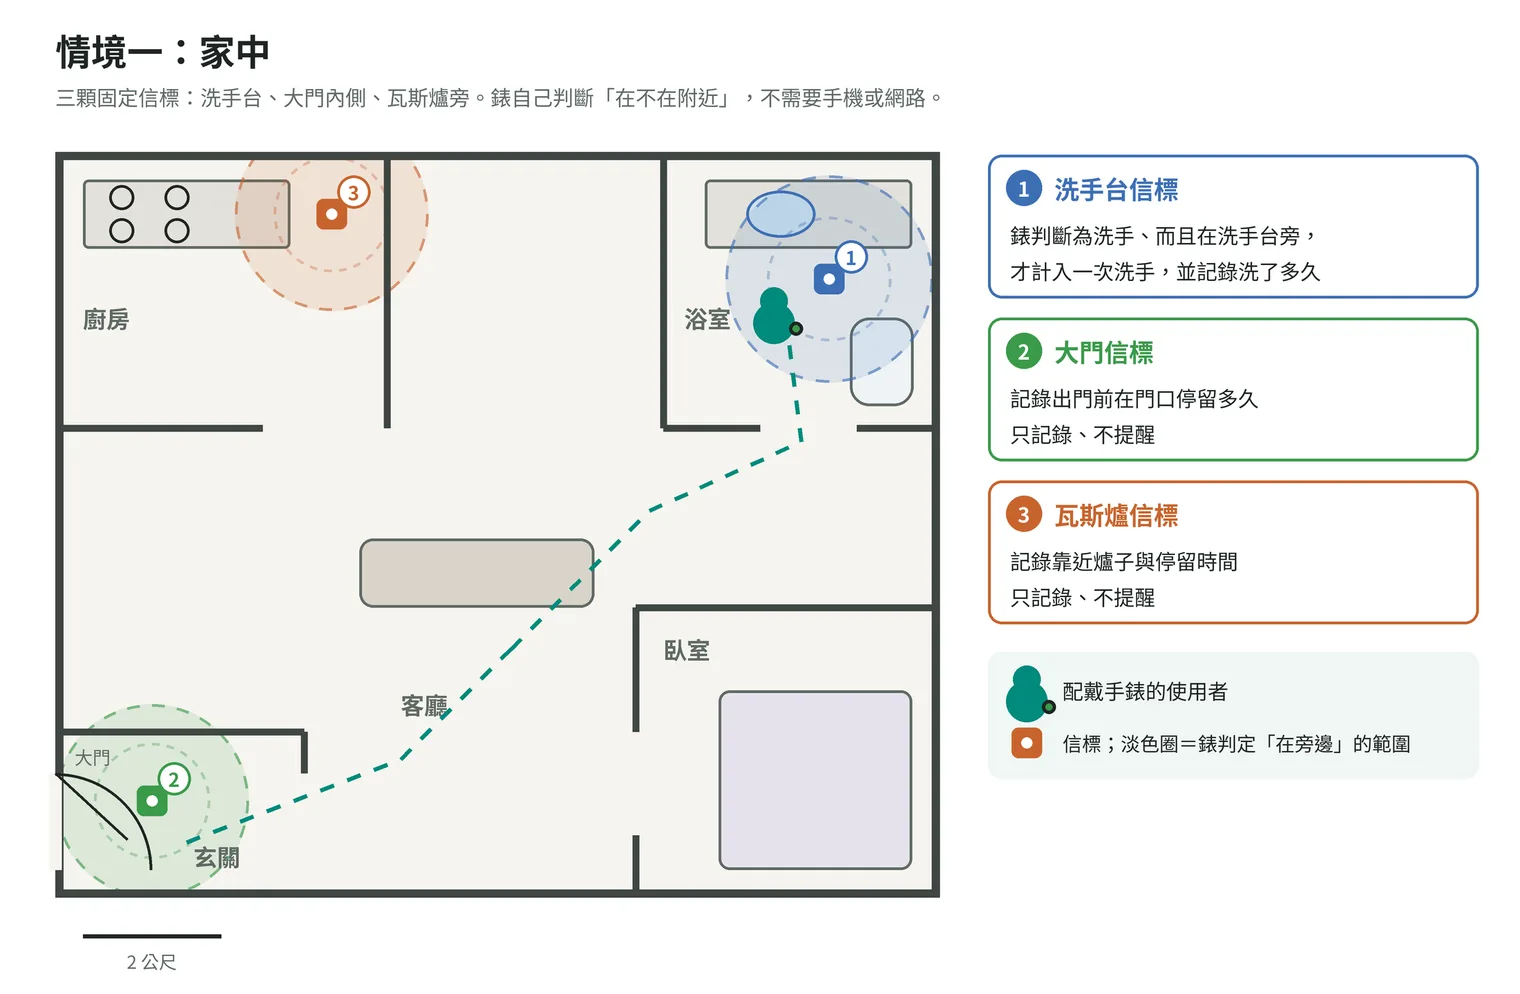 情境一：家中
三顆固定信標：洗手台、大門內側、瓦斯爐旁。錶自己判斷「在不在附近」，不需要手機或網路。
3
1
廚房
浴室
臥室
客廳
大門
2
玄關
2 公尺
1 洗手台信標
錶判斷為洗手、而且在洗手台旁，
才計入一次洗手，並記錄洗了多久
2 大門信標
記錄出門前在門口停留多久
只記錄、不提醒
3 瓦斯爐信標
記錄靠近爐子與停留時間
只記錄、不提醒
配戴手錶的使用者
信標；淡色圈＝錶判定「在旁邊」的範圍